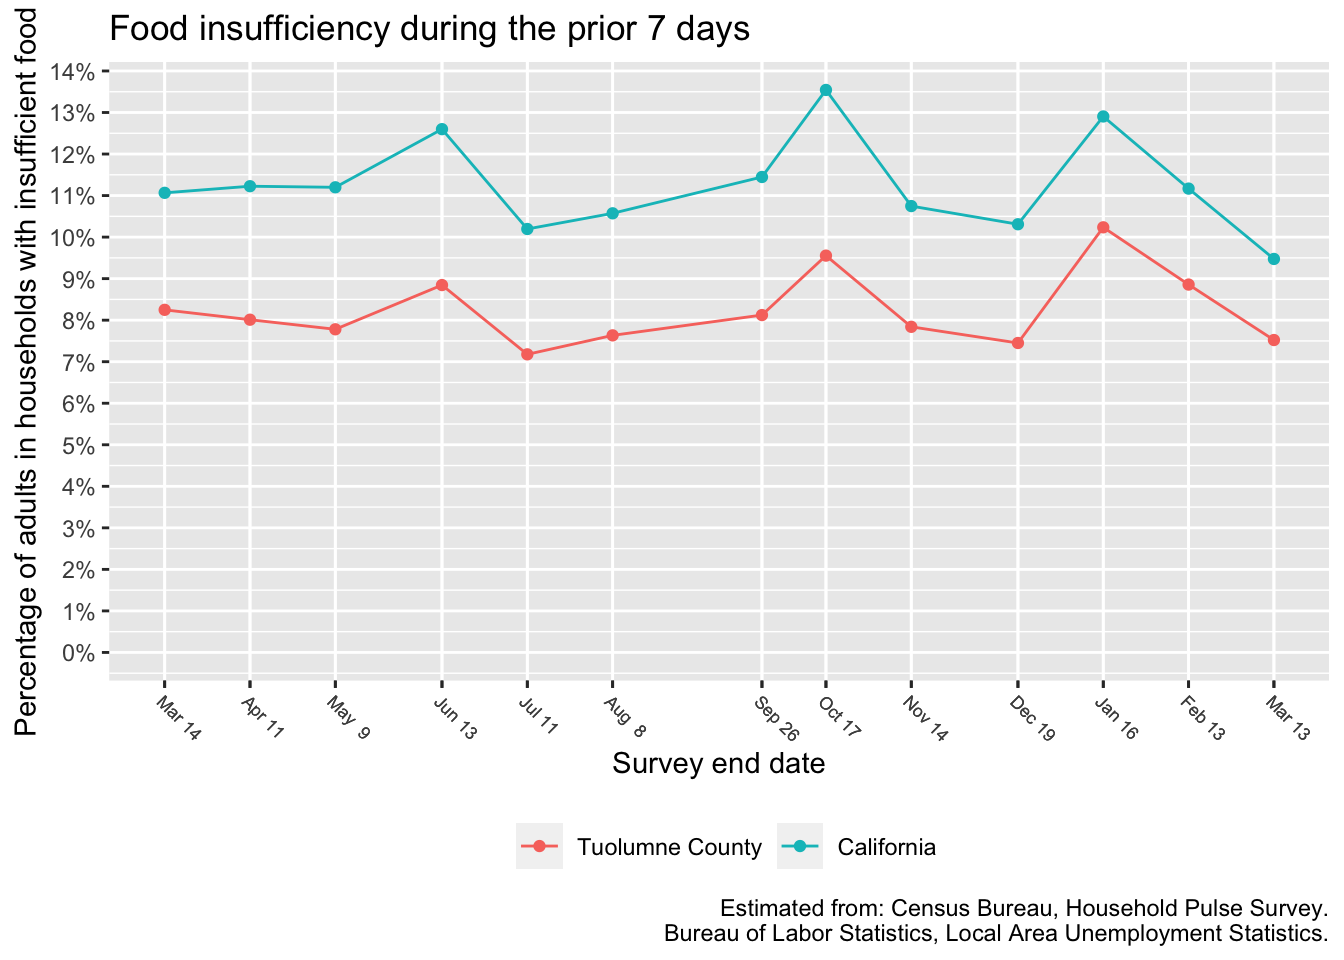 Food insufficiency during the prior 7 days
Percentage of adults in households with insufficient food
14%
13%
12%
11%
10%
9%
8%
7%
6%
5%
4%
3%
2%
1%
0%
Mar 14
Apr 11
May 9
Jun 13
Jul 11
Aug 8
Sep 26
Oct 17
Nov 14
Dec 19
Jan 16
Feb 13
Mar 13
Survey end date
Tuolumne County
California
Estimated from: Census Bureau, Household Pulse Survey.
Bureau of Labor Statistics, Local Area Unemployment Statistics.